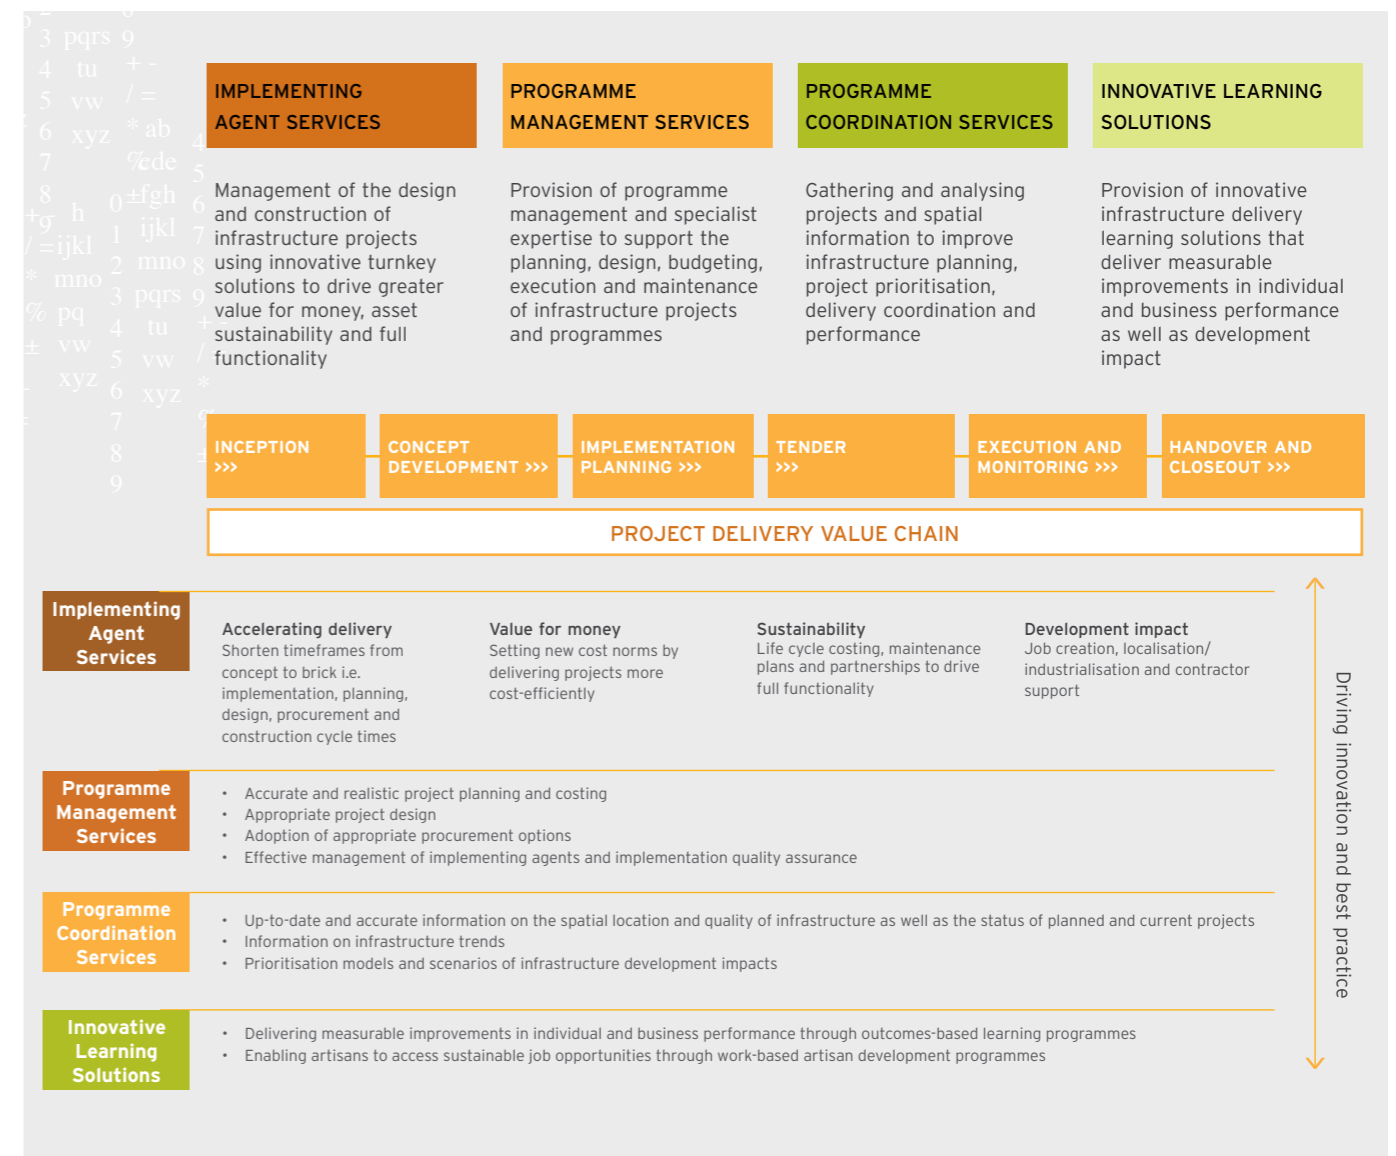 IMPLEMENTING
AGENT SERVICES
Management of the design
and construction of
infrastructure projects
using innovative turnkey
solutions to drive greater
value for money, asset
sustainability and full
functionality
PROGRAMME
MANAGEMENT SERVICES
Provision of programme
management and specialist
expertise to support the
planning, design, budgeting,
execution and maintenance
of infrastructure projects
and programmes
PROGRAMME
COORDINATION SERVICES
Gathering and analysing
projects and spatial
information to improve
infrastructure planning,
project prioritisation,
delivery coordination and
performance
INNOVATIVE LEARNING
SOLUTIONS
Provision of innovative
infrastructure delivery
learning solutions that
deliver measurable
improvements in individual
and business performance
as well as development
impact
INCEPTION
>>>
CONCEPT
DEVELOPMENT >>>
IMPLEMENTATION
PLANNING >>>
TENDER
>>>
EXECUTION AND
MONITORING >>>
HANDOVER AND
CLOSEOUT >>>
PROJECT DELIVERY VALUE CHAIN
Implementing
Agent
Services
Accelerating delivery
Shorten timeframes from
concept to brick i.e.
implementation, planning,
design, procurement and
construction cycle times
Value for money
Setting new cost norms by
delivering projects more
cost-efficiently
Sustainability
Life cycle costing, maintenance
plans and partnerships to drive
full functionality
Development impact
Job creation, localisation/
industrialisation and contractor
support
Programme
Management
Services
• Accurate and realistic project planning and costing
• Appropriate project design
• Adoption of appropriate procurement options
• Effective management of implementing agents and implementation quality assurance
Programme
Coordination
Services
• Up-to-date and accurate information on the spatial location and quality of infrastructure as well as the status of planned and current projects
• Information on infrastructure trends
• Prioritisation models and scenarios of infrastructure development impacts
Innovative
Learning
Solutions
• Delivering measurable improvements in individual and business performance through outcomes-based learning programmes
• Enabling artisans to access sustainable job opportunities through work-based artisan development programmes
Driving innovation and best practice